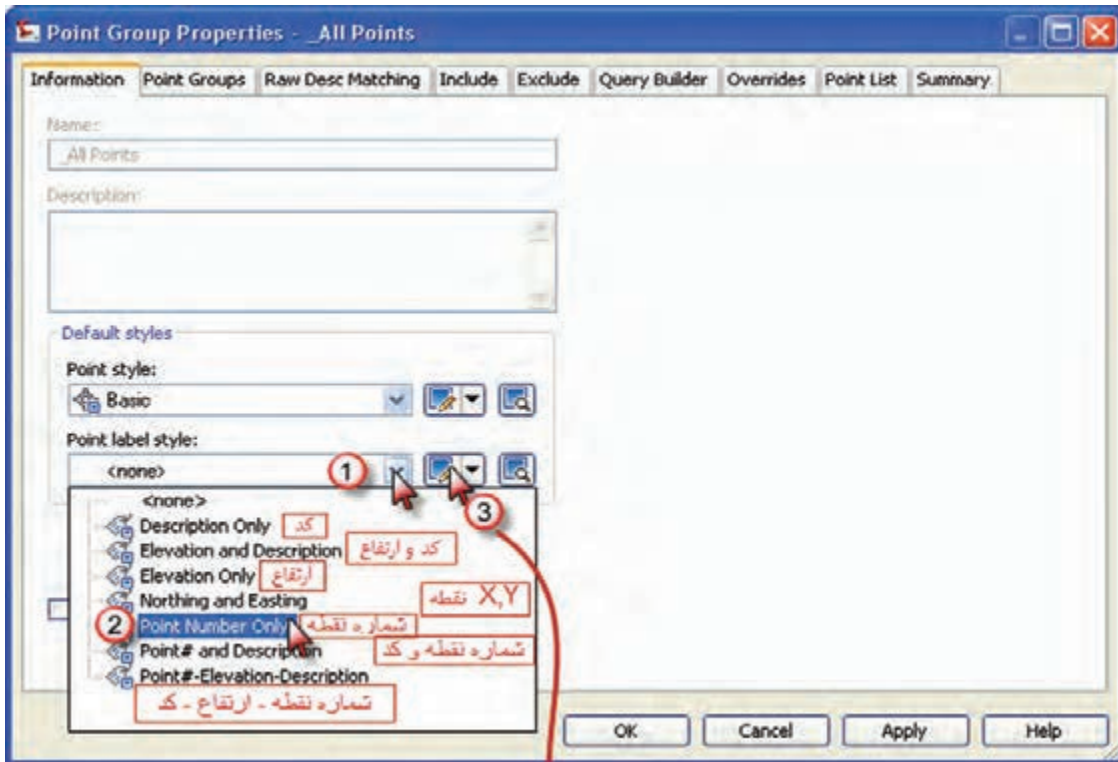 Point Group Properties - _All Points
Information Point Groups Raw Desc Matching Include Exclude Query Builder Overrides Point List Summary
Name:
_All Points
Description:
Default styles
Point style:
Basic
Point label style:
<none> 1
3
<none>
Description Only کد
Elevation and Description کد و ارتفاع
Elevation Only ارتفاع
Northing and Easting X,Y نقطه
2 Point Number Only شماره نقطه
Point# and Description شماره نقطه و کد
Point#-Elevation-Description
شماره نقطه - ارتفاع - کد
OK Cancel Apply Help